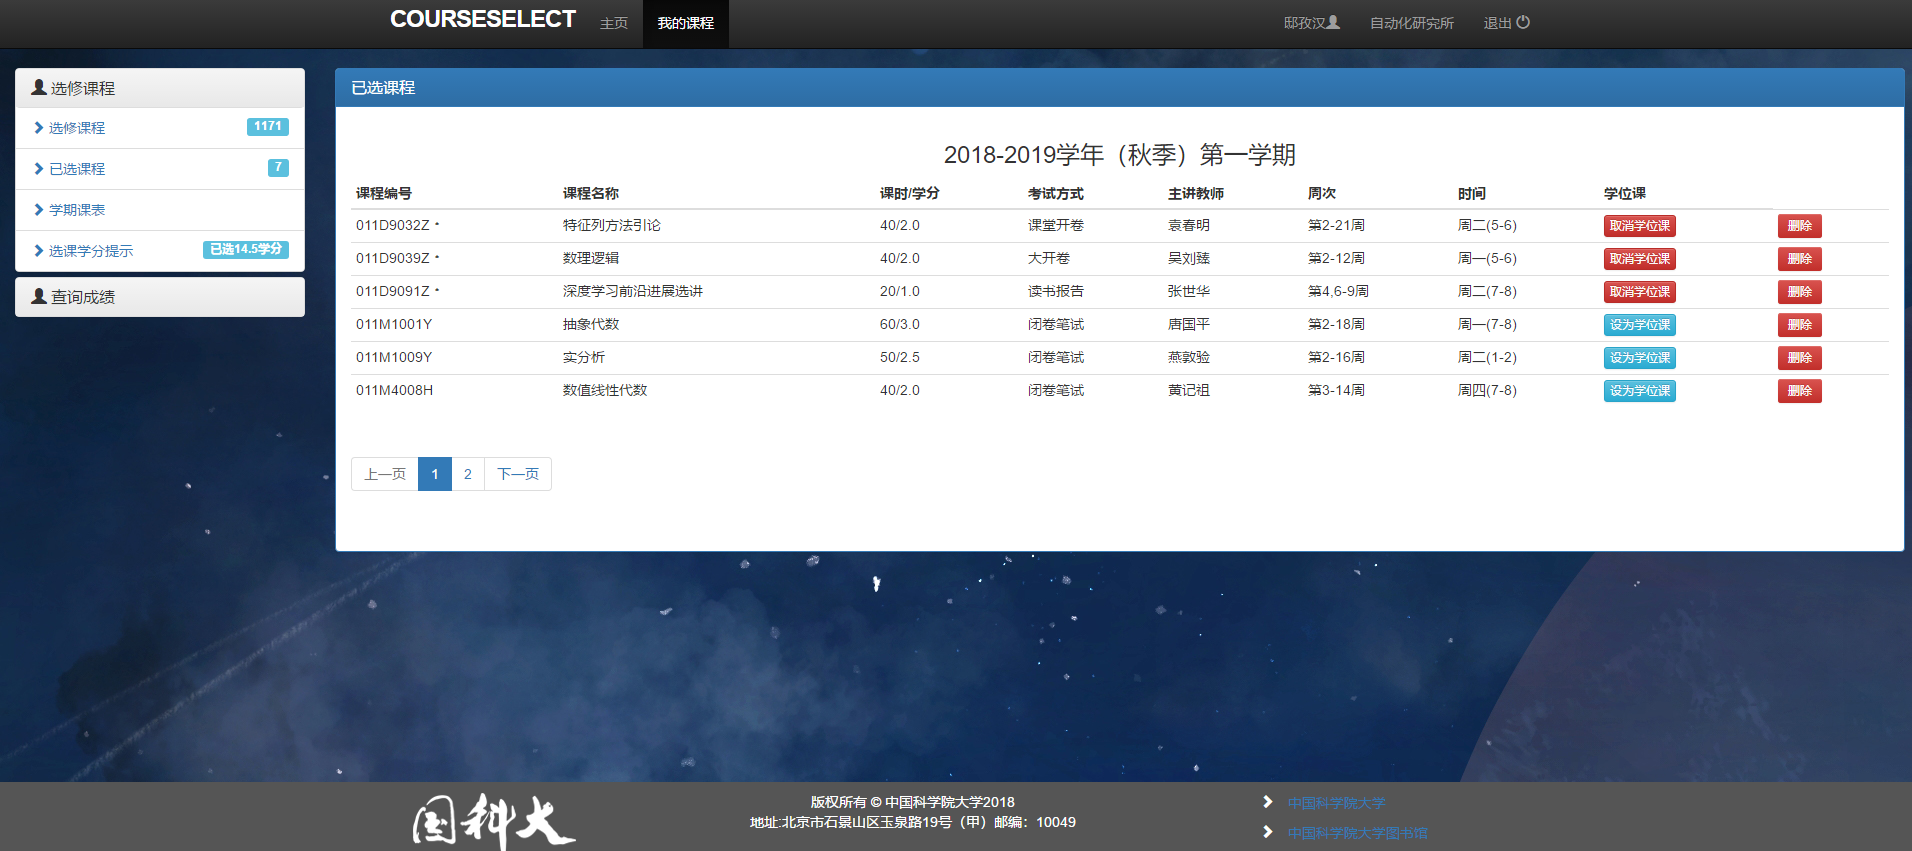 COURSESELECT 主页 我的课程 邸孜汉 自动化研究所 退出
选修课程
选修课程 1171
已选课程 7
学期课表
选课学分提示 已选14.5学分
查询成绩
已选课程
2018-2019学年（秋季）第一学期
课程编号 课程名称 课时/学分 考试方式 主讲教师 周次 时间 学位课
011D9032Z * 特征列方法引论 40/2.0 课堂开卷 袁春明 第2-21周 周二(5-6) 取消学位课 删除
011D9039Z * 数理逻辑 40/2.0 大开卷 吴刘臻 第2-12周 周一(5-6) 取消学位课 删除
011D9091Z * 深度学习前沿进展选讲 20/1.0 读书报告 张世华 第4,6-9周 周二(7-8) 取消学位课 删除
011M1001Y 抽象代数 60/3.0 闭卷笔试 唐国平 第2-18周 周一(7-8) 设为学位课 删除
011M1009Y 实分析 50/2.5 闭卷笔试 燕敦验 第2-16周 周二(1-2) 设为学位课 删除
011M4008H 数值线性代数 40/2.0 闭卷笔试 黄记祖 第3-14周 周四(7-8) 设为学位课 删除
上一页 1 2 下一页
国科大
版权所有 © 中国科学院大学2018
地址:北京市石景山区玉泉路19号（甲）邮编：10049
中国科学院大学
中国科学院大学图书馆